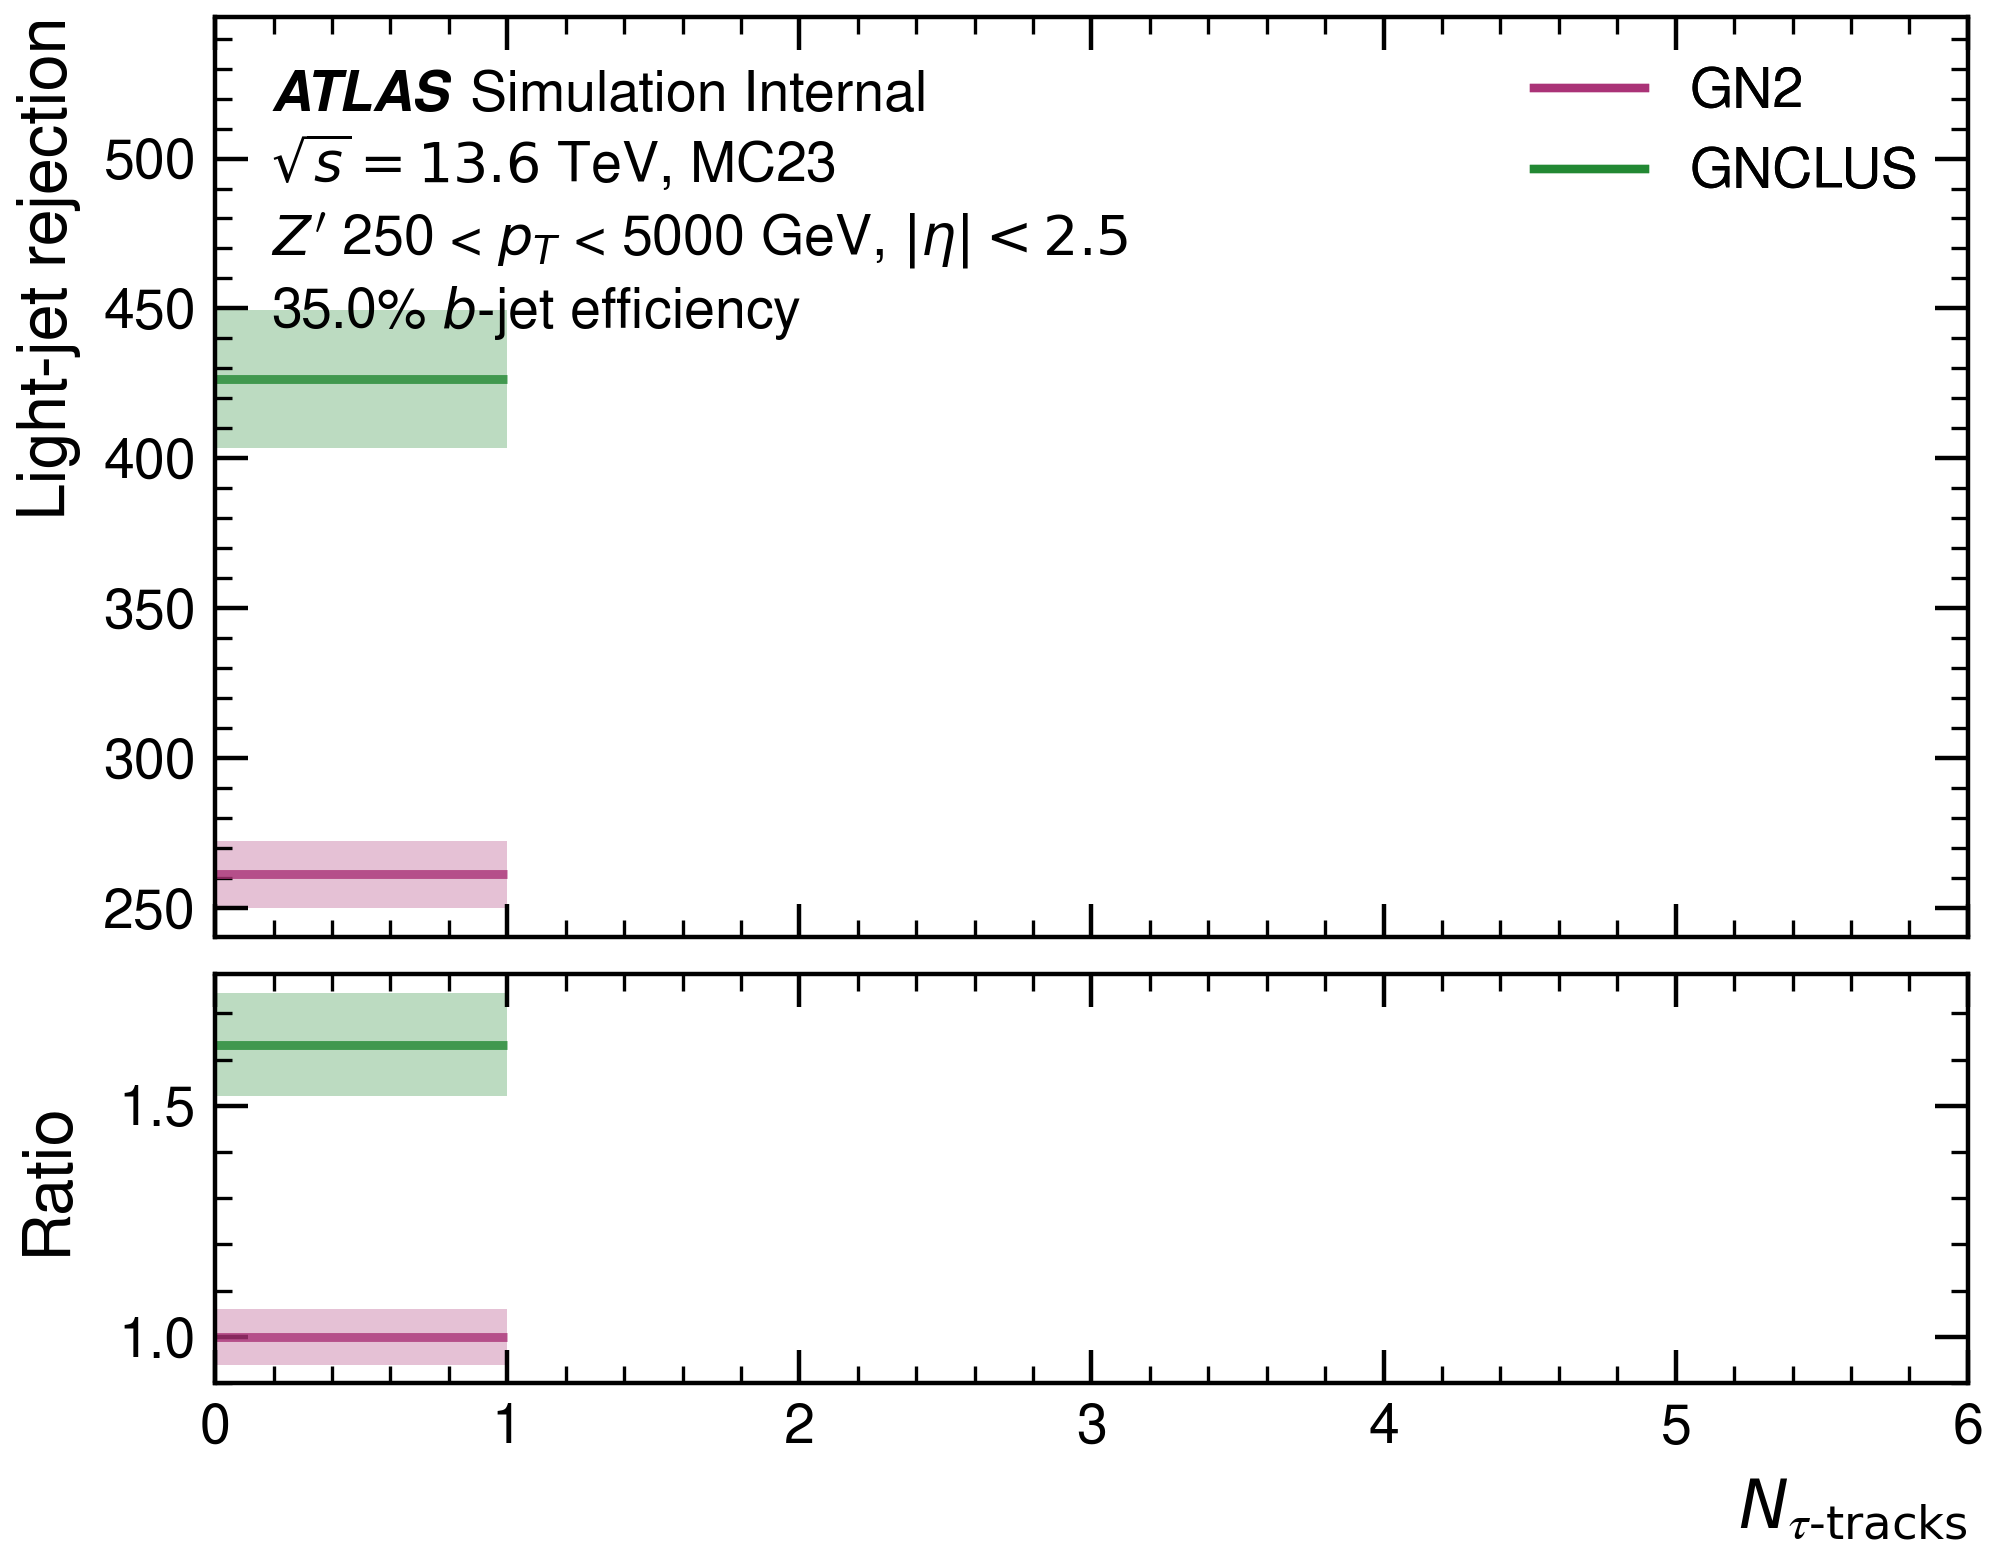 Light-jet rejection
ATLAS Simulation Internal
√s = 13.6 TeV, MC23
Z′ 250 < p_T < 5000 GeV, |η| < 2.5
35.0% b-jet efficiency
GN2
GNCLUS
500
450
400
350
300
250
Ratio
1.5
1.0
0 1 2 3 4 5 6
N_τ-tracks